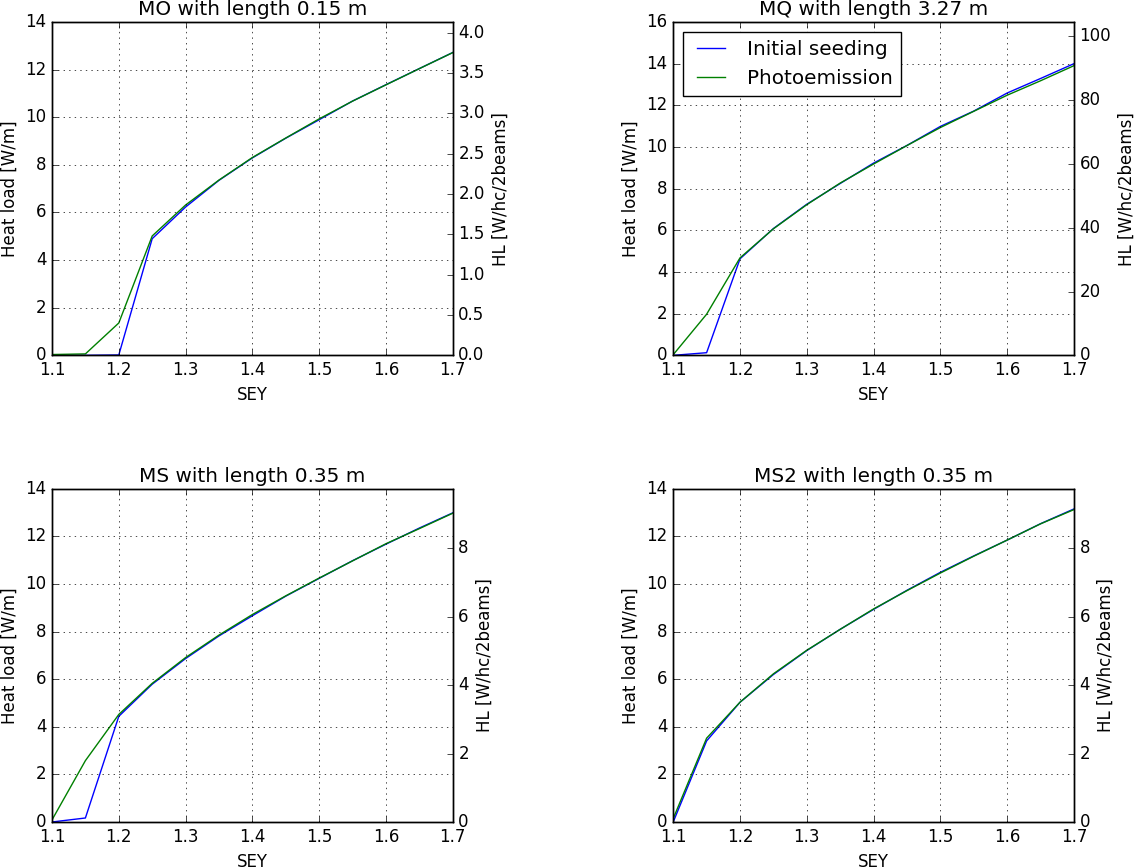 MO with length 0.15 m
14
12
10
8
6
4
2
0
Heat load [W/m]
4.0
3.5
3.0
2.5
2.0
1.5
1.0
0.5
0.0
HL [W/hc/2beams]
1.1 1.2 1.3 1.4 1.5 1.6 1.7
SEY
MQ with length 3.27 m
Initial seeding
Photoemission
16
14
12
10
8
6
4
2
0
Heat load [W/m]
100
80
60
40
20
0
HL [W/hc/2beams]
1.1 1.2 1.3 1.4 1.5 1.6 1.7
SEY
MS with length 0.35 m
14
12
10
8
6
4
2
0
Heat load [W/m]
8
6
4
2
0
HL [W/hc/2beams]
1.1 1.2 1.3 1.4 1.5 1.6 1.7
SEY
MS2 with length 0.35 m
14
12
10
8
6
4
2
0
Heat load [W/m]
8
6
4
2
0
HL [W/hc/2beams]
1.1 1.2 1.3 1.4 1.5 1.6 1.7
SEY